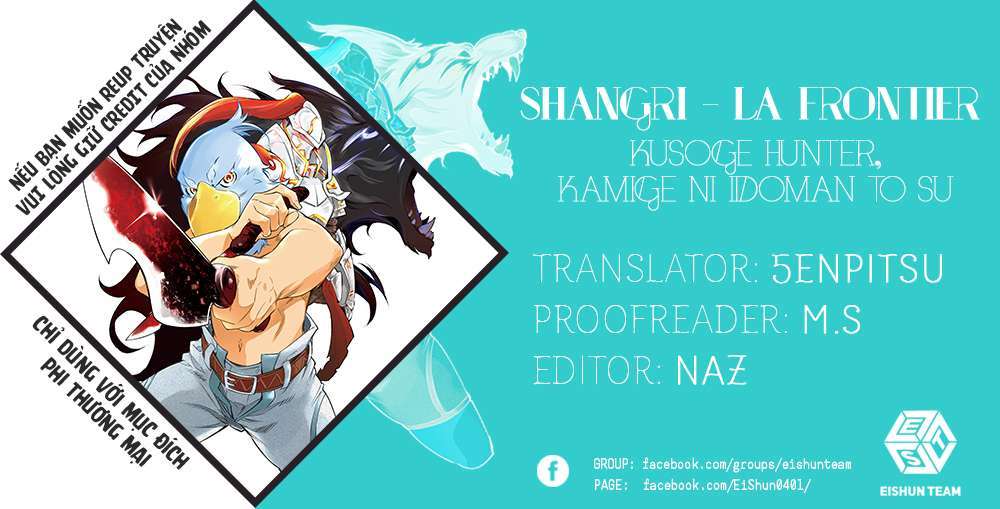 NẾU BẠN MUỐN REUP TRUYỆN
VUI LÒNG GIỮ CREDIT CỦA NHÓM
CHỈ DÙNG VỚI MỤC ĐÍCH
PHI THƯƠNG MẠI
SHANGRI - LA FRONTIER
KUSOGE HUNTER,
KAMIGE NI IIDOMAN TO SU
TRANSLATOR: 5ENPITSU
PROOFREADER: M.S
EDITOR: NAZ
GROUP: facebook.com/groups/eishunteam
PAGE: facebook.com/EiShun0401/
EIS
EISHUN TEAM